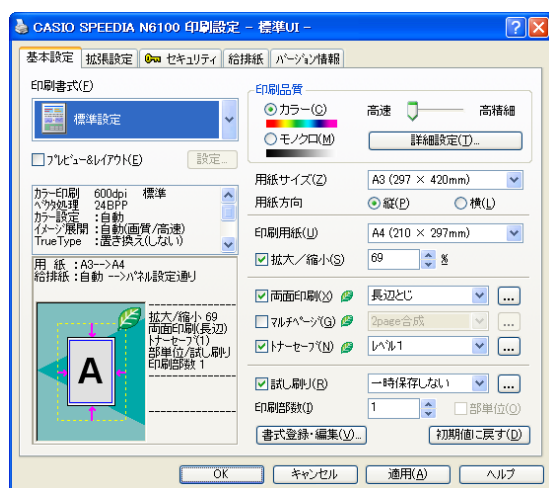 CASIO SPEEDIA N6100 印刷設定 - 標準UI -
基本設定 拡張設定 セキュリティ 給排紙 バージョン情報
印刷書式(F)
標準設定
プレビュー&レイアウト(E) 設定...
カラー印刷 600dpi 標準
ベクタ処理 24BPP
カラー設定 :自動
イメージ展開 :自動(画質/高速)
TrueType :置き換え(しない)
用 紙 :A3-->A4
給排紙 :自動 -->パネル設定通り
拡大/縮小 69
両面印刷(長辺)
トナーセーブ(1)
部単位/試し刷り
印刷部数 1
A
印刷品質
カラー(C) 高速 高精細
モノクロ(M) 詳細設定(T)...
用紙サイズ(Z) A3 (297 × 420mm)
用紙方向 縦(P) 横(L)
印刷用紙(U) A4 (210 × 297mm)
拡大/縮小(S) 69 %
両面印刷(X) 長辺とじ ...
マルチページ(G) 2page合成 ...
トナーセーブ(N) レベル1 ...
試し刷り(R) 一時保存しない ...
印刷部数(I) 1 部単位(O)
書式登録・編集(V)... 初期値に戻す(D)
OK キャンセル 適用(A) ヘルプ